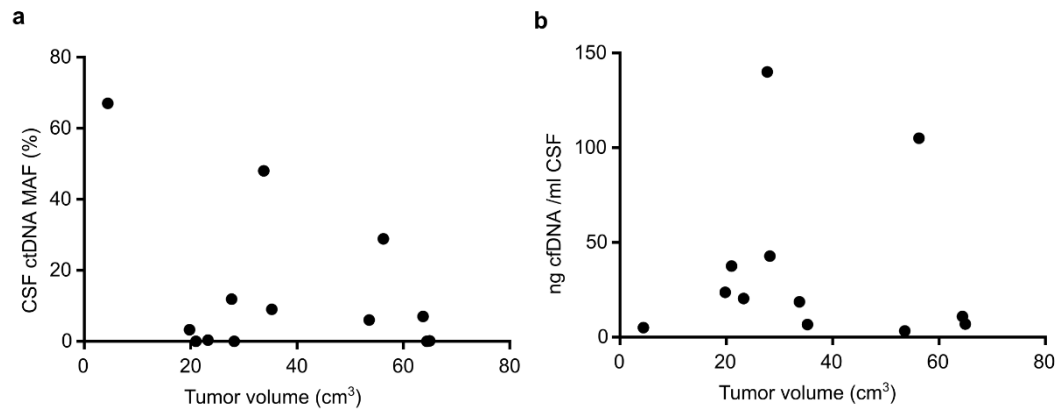 a
80
60
40
20
0
CSF ctDNA MAF (%)
0 20 40 60 80
Tumor volume (cm³)
b
150
100
50
0
ng cfDNA /ml CSF
0 20 40 60 80
Tumor volume (cm³)